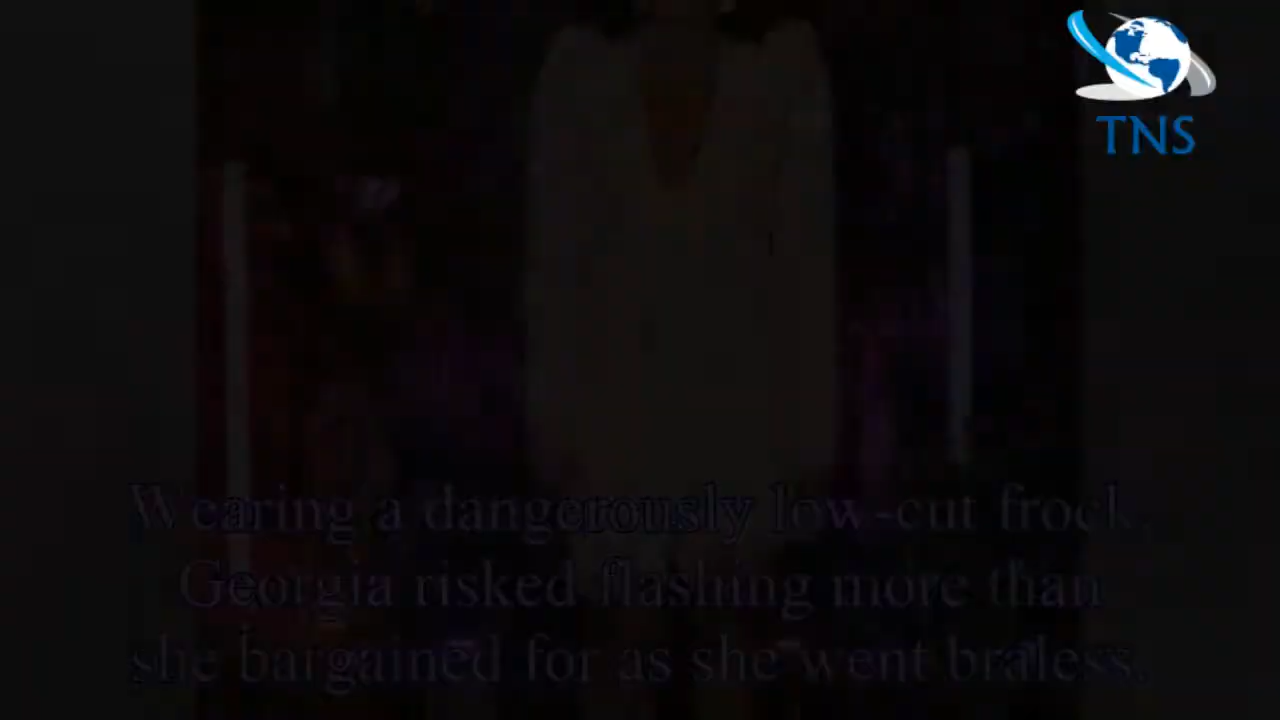 TNS
Wearing a dangerously low-cut frock,
Georgia risked flashing more than
she bargained for as she went braless.